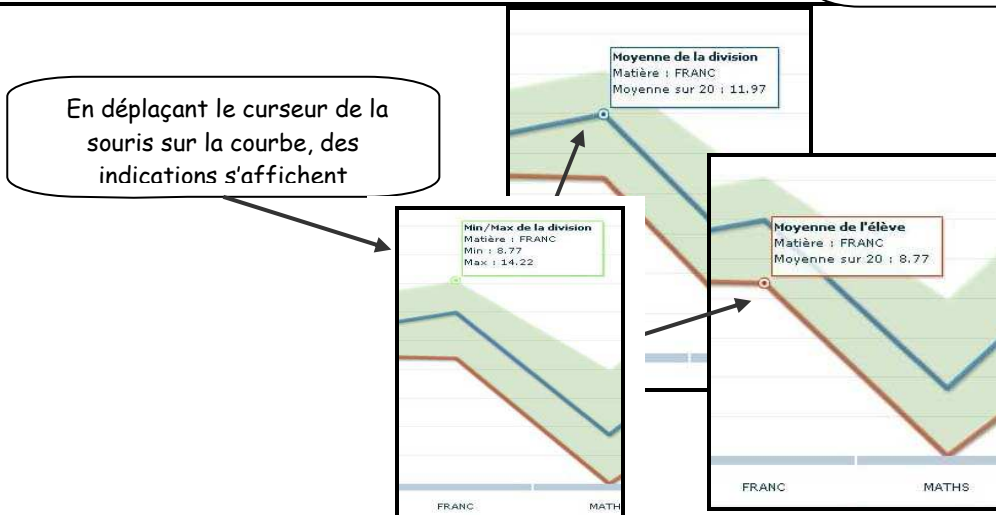 En déplaçant le curseur de la
souris sur la courbe, des
indications s'affichent
Moyenne de la division
Matière : FRANC
Moyenne sur 20 : 11.97
Min/Max de la division
Matière : FRANC
Min : 8.77
Max : 14.22
FRANC
MATH
Moyenne de l'élève
Matière : FRANC
Moyenne sur 20 : 8.77
FRANC
MATHS